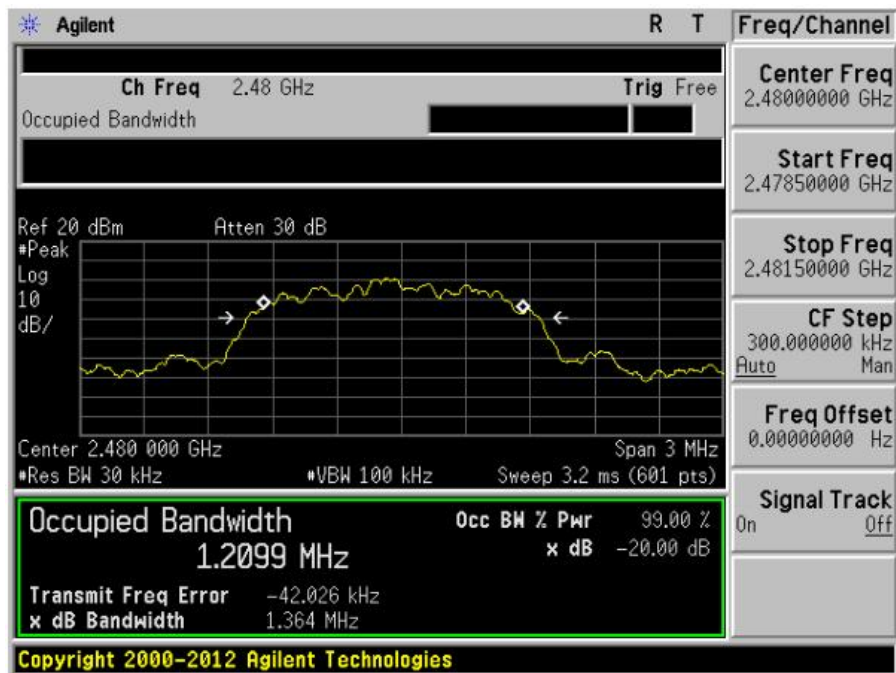 Agilent R T
Freq/Channel
Ch Freq 2.48 GHz Trig Free
Occupied Bandwidth
Center Freq
2.48000000 GHz
Start Freq
2.47850000 GHz
Stop Freq
2.48150000 GHz
CF Step
300.000000 kHz
Auto Man
Freq Offset
0.00000000 Hz
Signal Track
On Off
Ref 20 dBm Atten 30 dB
#Peak
Log
10
dB/
Center 2.480 000 GHz Span 3 MHz
#Res BW 30 kHz #VBW 100 kHz Sweep 3.2 ms (601 pts)
Occupied Bandwidth
1.2099 MHz
Occ BW % Pwr 99.00 %
x dB -20.00 dB
Transmit Freq Error -42.026 kHz
x dB Bandwidth 1.364 MHz
Copyright 2000-2012 Agilent Technologies